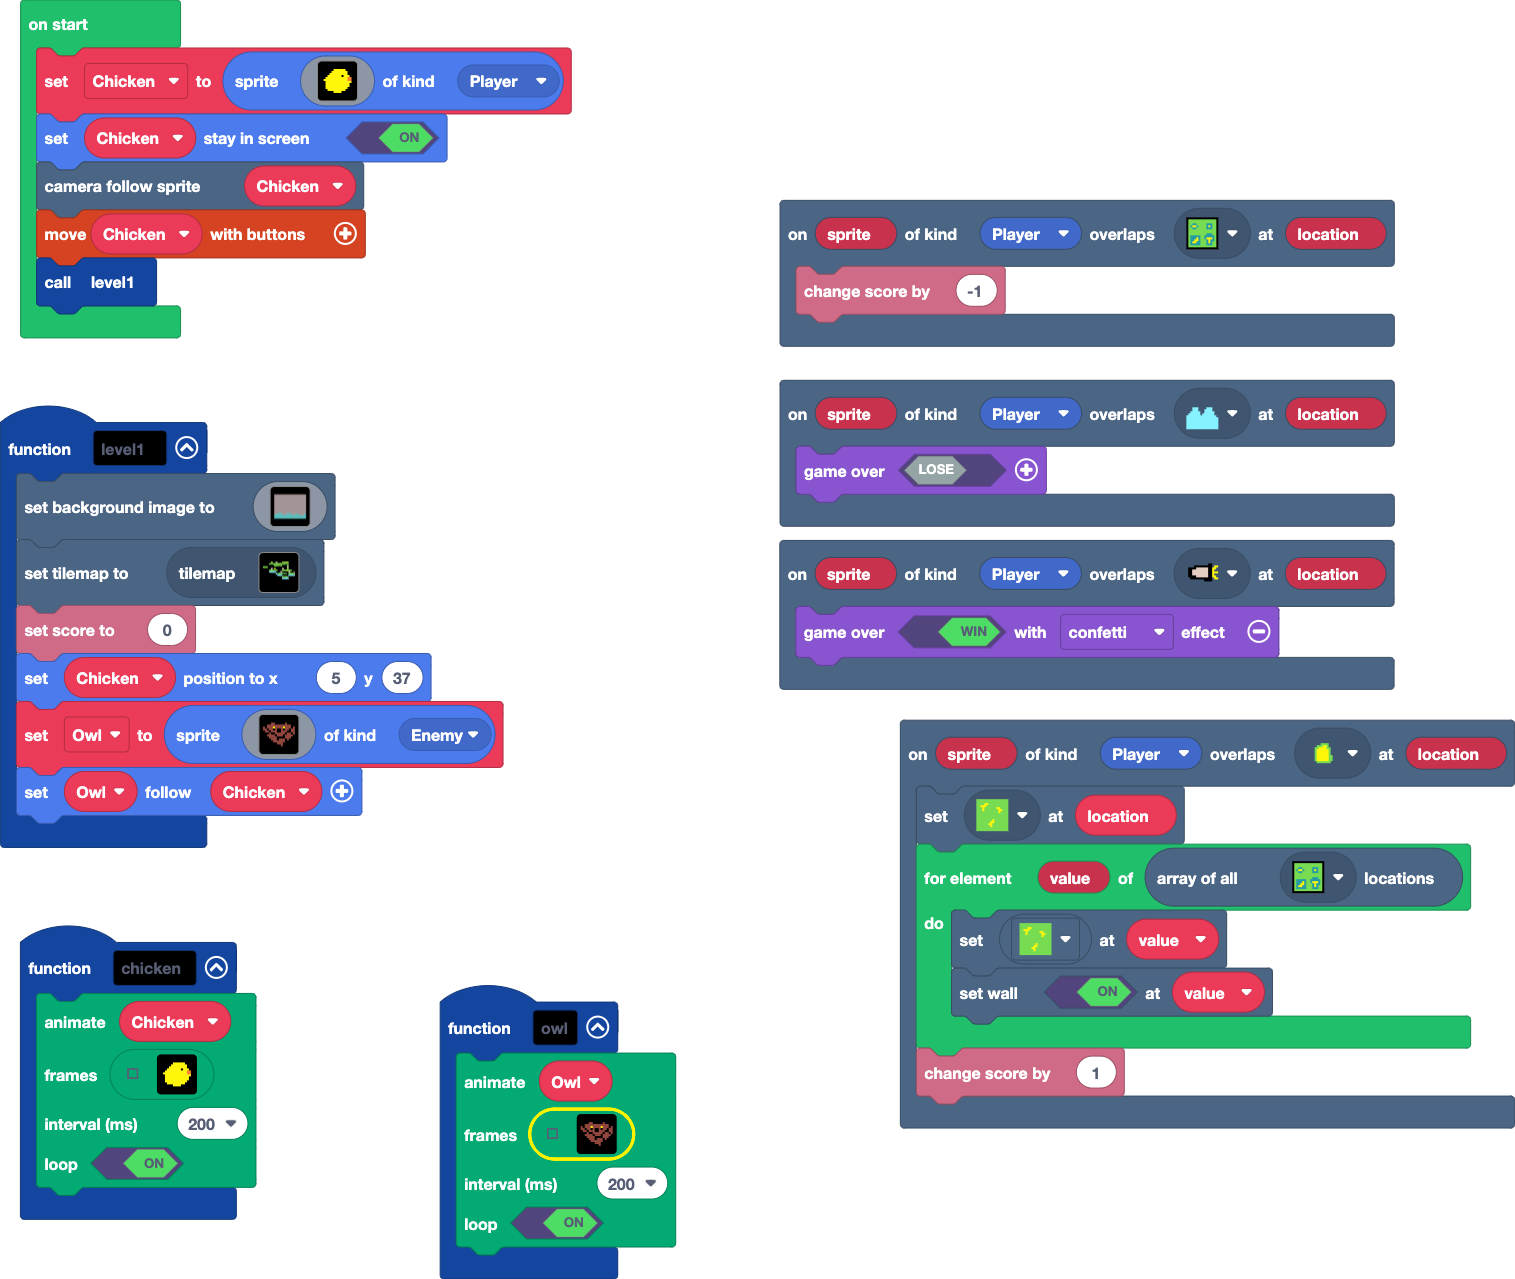 on start
set Chicken to sprite of kind Player
set Chicken stay in screen ON
camera follow sprite Chicken
move Chicken with buttons
call level1
on sprite of kind Player overlaps at location
change score by -1
on sprite of kind Player overlaps at location
game over LOSE
on sprite of kind Player overlaps at location
game over WIN with confetti effect
function level1
set background image to
set tilemap to tilemap
set score to 0
set Chicken position to x 5 y 37
set Owl to sprite of kind Enemy
set Owl follow Chicken
on sprite of kind Player overlaps at location
set at location
for element value of array of all locations
do
set at value
set wall ON at value
change score by 1
function chicken
animate Chicken
frames
interval (ms) 200
loop ON
function owl
animate Owl
frames
interval (ms) 200
loop ON